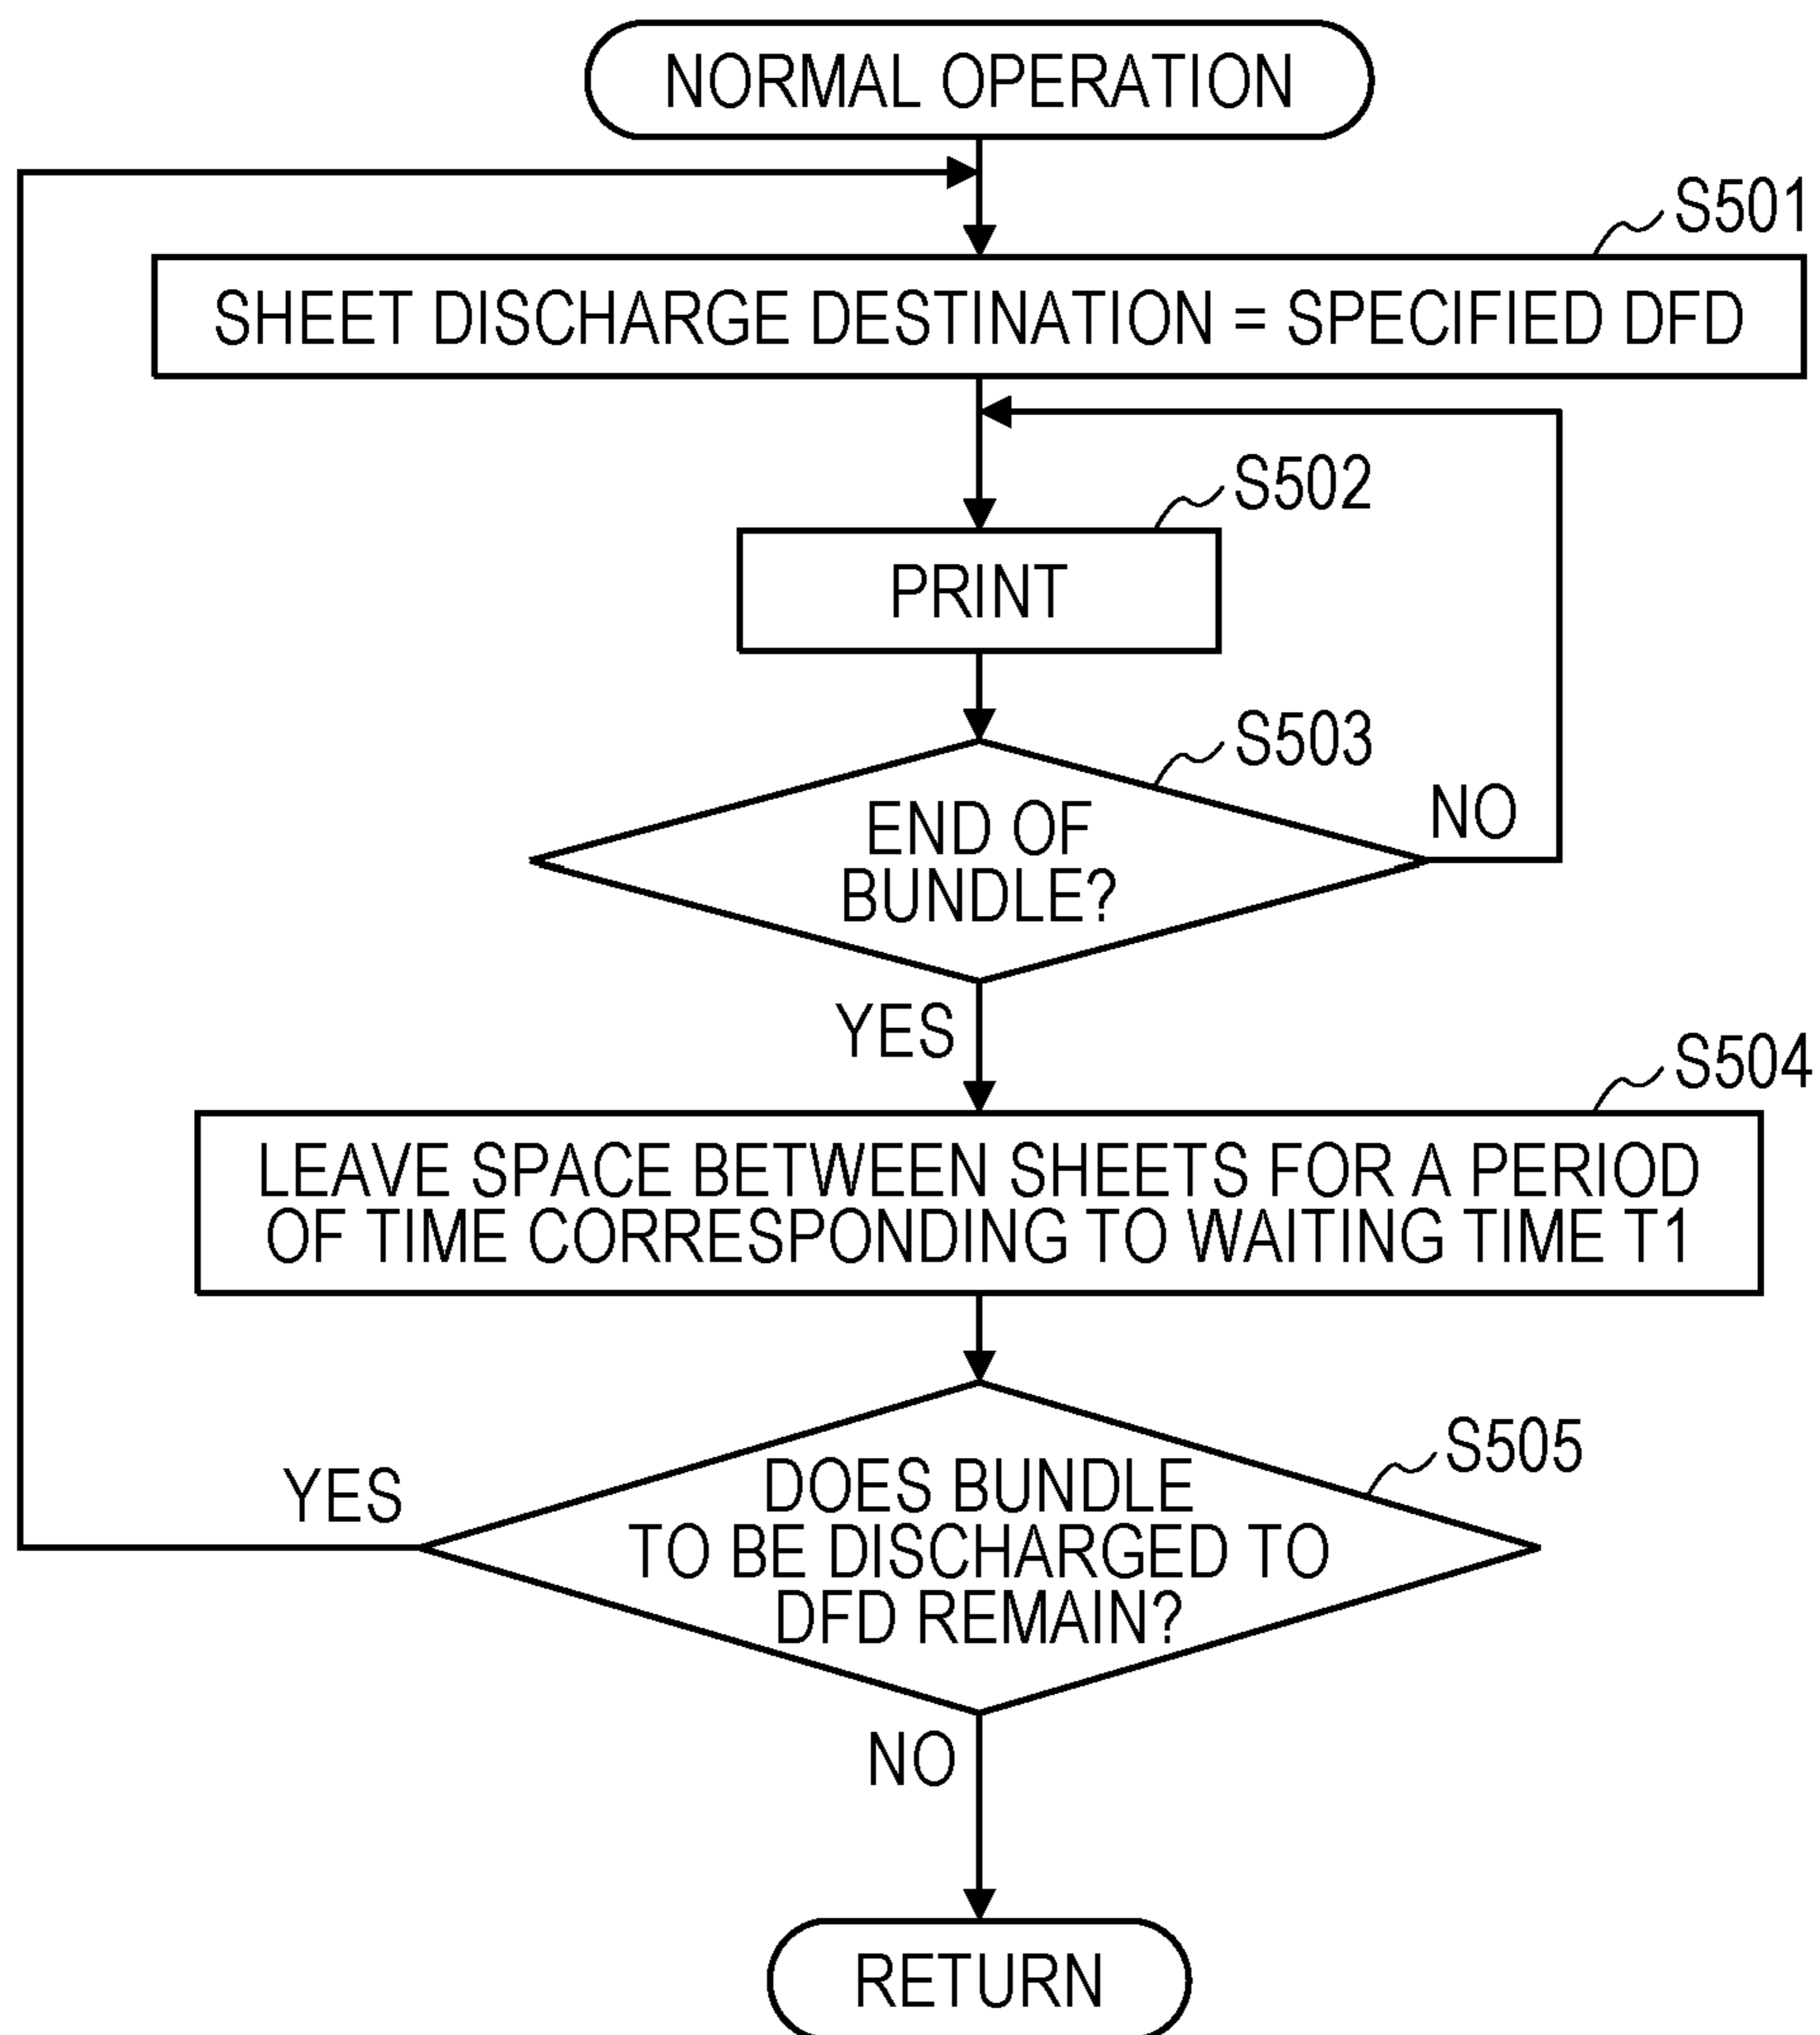 NORMAL OPERATION
S501
SHEET DISCHARGE DESTINATION = SPECIFIED DFD
S502
PRINT
S503
END OF
BUNDLE?
NO
YES
S504
LEAVE SPACE BETWEEN SHEETS FOR A PERIOD
OF TIME CORRESPONDING TO WAITING TIME T1
S505
DOES BUNDLE
TO BE DISCHARGED TO
DFD REMAIN?
YES
NO
RETURN